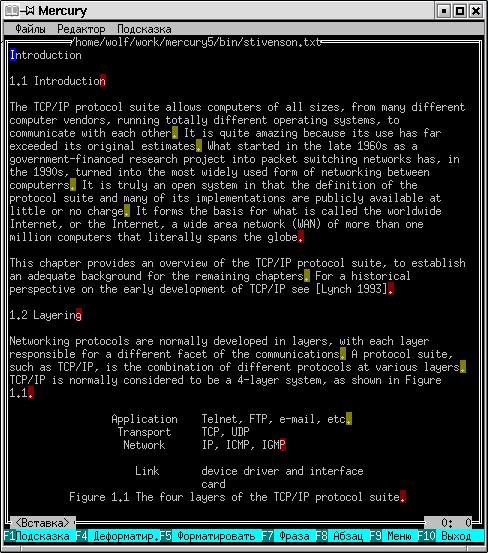 Mercury
Файлы Редактор Подсказка
/home/wolf/work/mercury5/bin/stivenson.txt
Introduction
1.1 Introduction
The TCP/IP protocol suite allows computers of all sizes, from many different
computer vendors, running totally different operating systems, to
communicate with each other. It is quite amazing because its use has far
exceeded its original estimates. What started in the late 1960s as a
government-financed research project into packet switching networks has, in
the 1990s, turned into the most widely used form of networking between
computerrs. It is truly an open system in that the definition of the
protocol suite and many of its implementations are publicly available at
little or no charge. It forms the basis for what is called the worldwide
Internet, or the Internet, a wide area network (WAN) of more than one
million computers that literally spans the globe.
This chapter provides an overview of the TCP/IP protocol suite, to establish
an adequate background for the remaining chapters. For a historical
perspective on the early development of TCP/IP see [Lynch 1993].
1.2 Layering
Networking protocols are normally developed in layers, with each layer
responsible for a different facet of the communications. A protocol suite,
such as TCP/IP, is the combination of different protocols at various layers.
TCP/IP is normally considered to be a 4-layer system, as shown in Figure
1.1.
Application Telnet, FTP, e-mail, etc.
Transport TCP, UDP
Network IP, ICMP, IGMP
Link device driver and interface
card
Figure 1.1 The four layers of the TCP/IP protocol suite.
<Вставка> 0: 0
F1Подсказка F4 Деформатир.F5 Форматировать F7 Фраза F8 Абзац F9 Меню F10 Выход